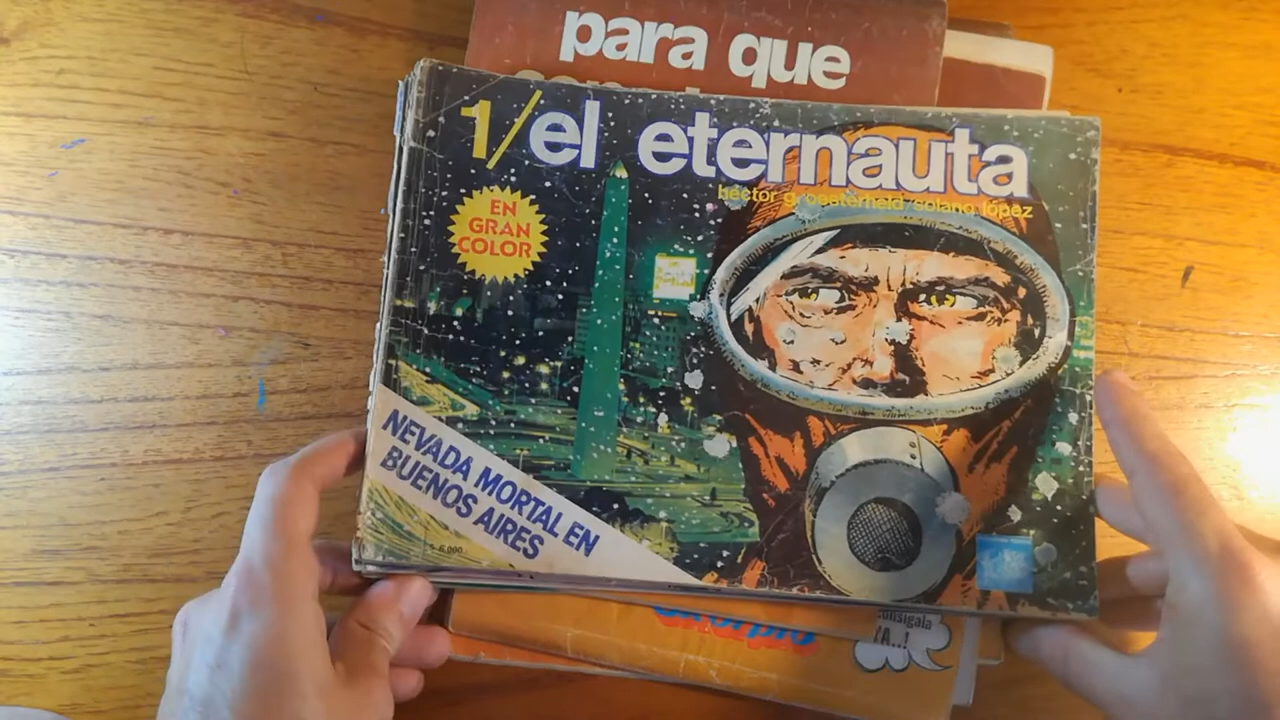 para que
1/el eternauta
héctor g. oesterheld/solano lópez
EN
GRAN
COLOR
NEVADA MORTAL EN
BUENOS AIRES
$ 6.000
YA..!